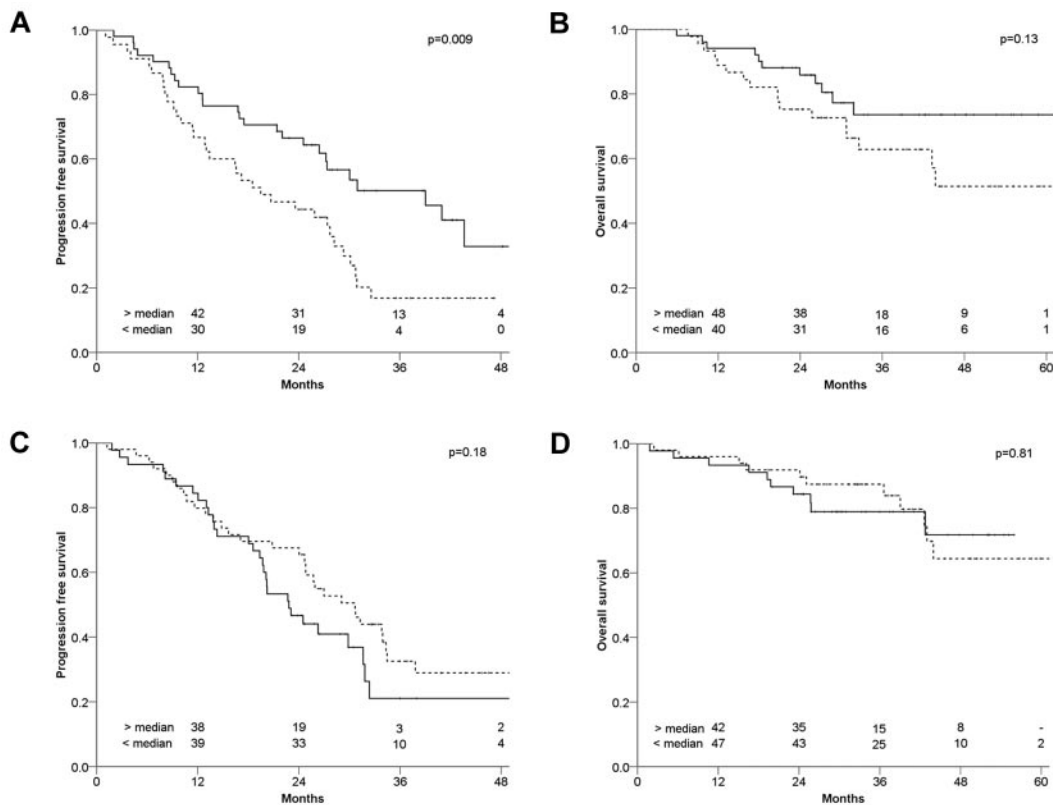 A
p=0.009
Progression free survival
1.0
0.8
0.6
0.4
0.2
0.0
> median 42 31 13 4
< median 30 19 4 0
0 12 24 36 48
Months
B
p=0.13
Overall survival
1.0
0.8
0.6
0.4
0.2
0.0
> median 48 38 18 9 1
< median 40 31 16 6 1
0 12 24 36 48 60
Months
C
p=0.18
Progression free survival
1.0
0.8
0.6
0.4
0.2
0.0
> median 38 19 3 2
< median 39 33 10 4
0 12 24 36 48
Months
D
p=0.81
Overall survival
1.0
0.8
0.6
0.4
0.2
0.0
> median 42 35 15 8 -
< median 47 43 25 10 2
0 12 24 36 48 60
Months